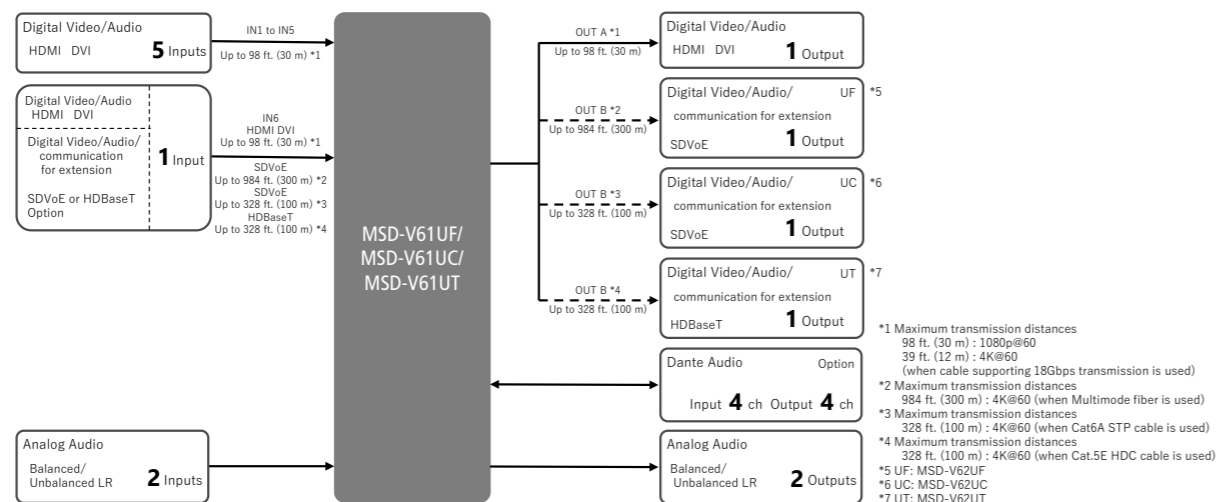 Digital Video/Audio
HDMI DVI
5 Inputs
IN1 to IN5
Up to 98 ft. (30 m) *1
Digital Video/Audio
HDMI DVI
Digital Video/Audio/
communication
for extension
SDVoE or HDBaseT
Option
1 Input
IN6
HDMI DVI
Up to 98 ft. (30 m) *1
SDVoE
Up to 984 ft. (300 m) *2
SDVoE
Up to 328 ft. (100 m) *3
HDBaseT
Up to 328 ft. (100 m) *4
Analog Audio
Balanced/
Unbalanced LR
2 Inputs
MSD-V61UF/
MSD-V61UC/
MSD-V61UT
OUT A *1
Up to 98 ft. (30 m)
Digital Video/Audio
HDMI DVI
1 Output
OUT B *2
Up to 984 ft. (300 m)
Digital Video/Audio/ UF *5
communication for extension
SDVoE
1 Output
OUT B *3
Up to 328 ft. (100 m)
Digital Video/Audio/ UC *6
communication for extension
SDVoE
1 Output
OUT B *4
Up to 328 ft. (100 m)
Digital Video/Audio/ UT *7
communication for extension
HDBaseT
1 Output
Dante Audio Option
Input 4 ch Output 4 ch
Analog Audio
Balanced/
Unbalanced LR
2 Outputs
*1 Maximum transmission distances
98 ft. (30 m) : 1080p@60
39 ft. (12 m) : 4K@60
(when cable supporting 18Gbps transmission is used)
*2 Maximum transmission distances
984 ft. (300 m) : 4K@60 (when Multimode fiber is used)
*3 Maximum transmission distances
328 ft. (100 m) : 4K@60 (when Cat6A STP cable is used)
*4 Maximum transmission distances
328 ft. (100 m) : 4K@60 (when Cat.5E HDC cable is used)
*5 UF: MSD-V62UF
*6 UC: MSD-V62UC
*7 UT: MSD-V62UT